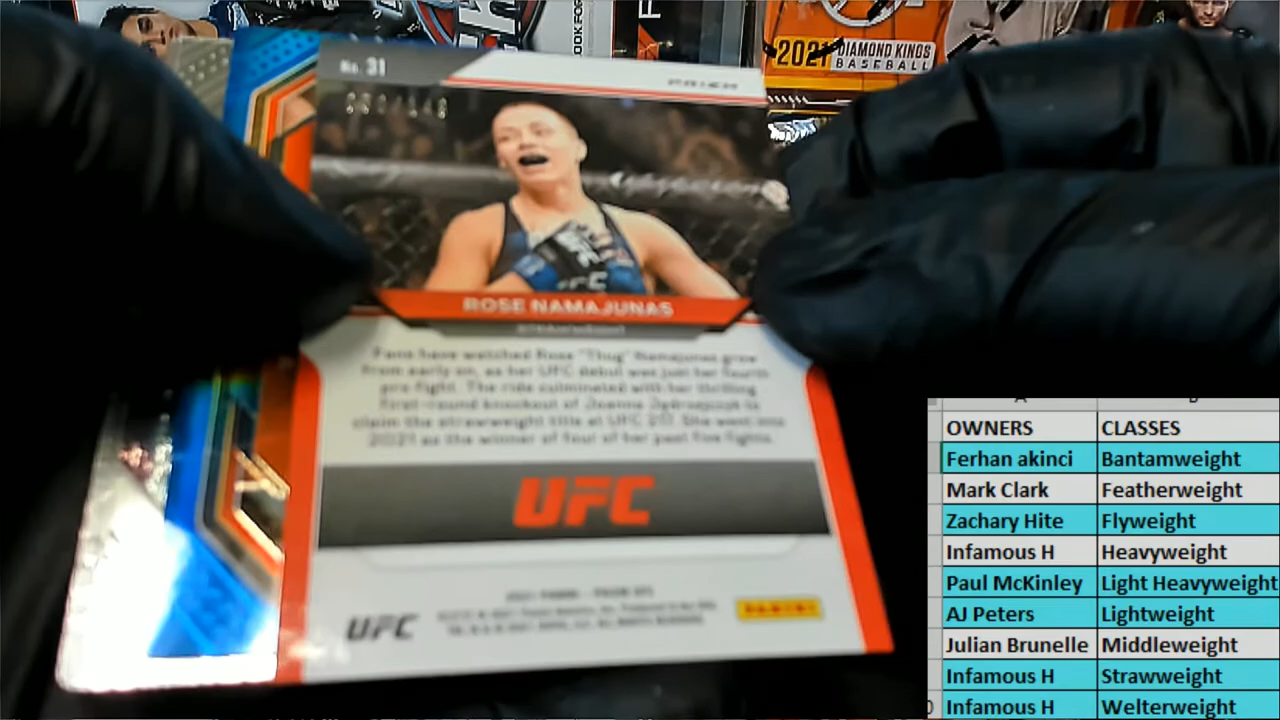 2021 DIAMOND KINGS
BASEBALL
No. 31
PRIZM
ROSE NAMAJUNAS
STRAWWEIGHT
Fans have watched Rose "Thug" Namajunas grow
from early on, as her UFC debut was just her fourth
pro fight. The ride culminated with her thrilling
first-round knockout of Joanna Jędrzejczyk to
claim the strawweight title at UFC 217. She went into
2021 as the winner of four of her past five fights.
UFC
UFC
PANINI
OWNERS CLASSES
Ferhan akinci Bantamweight
Mark Clark Featherweight
Zachary Hite Flyweight
Infamous H Heavyweight
Paul McKinley Light Heavyweight
AJ Peters Lightweight
Julian Brunelle Middleweight
Infamous H Strawweight
Infamous H Welterweight